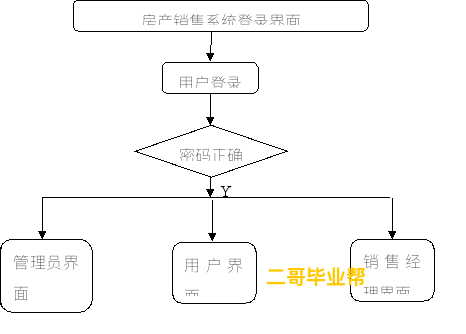 房产销售系统登录界面
用户登录
密码正确
Y
管理员界
面
用户界
面
销售经
理界面
二哥毕业帮